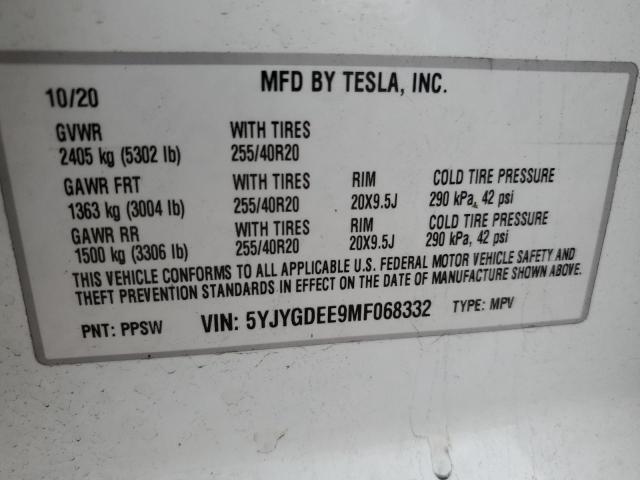 MFD BY TESLA, INC.
10/20
GVWR WITH TIRES
2405 kg (5302 lb) 255/40R20
GAWR FRT WITH TIRES RIM COLD TIRE PRESSURE
1363 kg (3004 lb) 255/40R20 20X9.5J 290 kPa, 42 psi
GAWR RR WITH TIRES RIM COLD TIRE PRESSURE
1500 kg (3306 lb) 255/40R20 20X9.5J 290 kPa, 42 psi
THIS VEHICLE CONFORMS TO ALL APPLICABLE U.S. FEDERAL MOTOR VEHICLE SAFETY AND
THEFT PREVENTION STANDARDS IN EFFECT ON THE DATE OF MANUFACTURE SHOWN ABOVE.
PNT: PPSW VIN: 5YJYGDEE9MF068332 TYPE: MPV